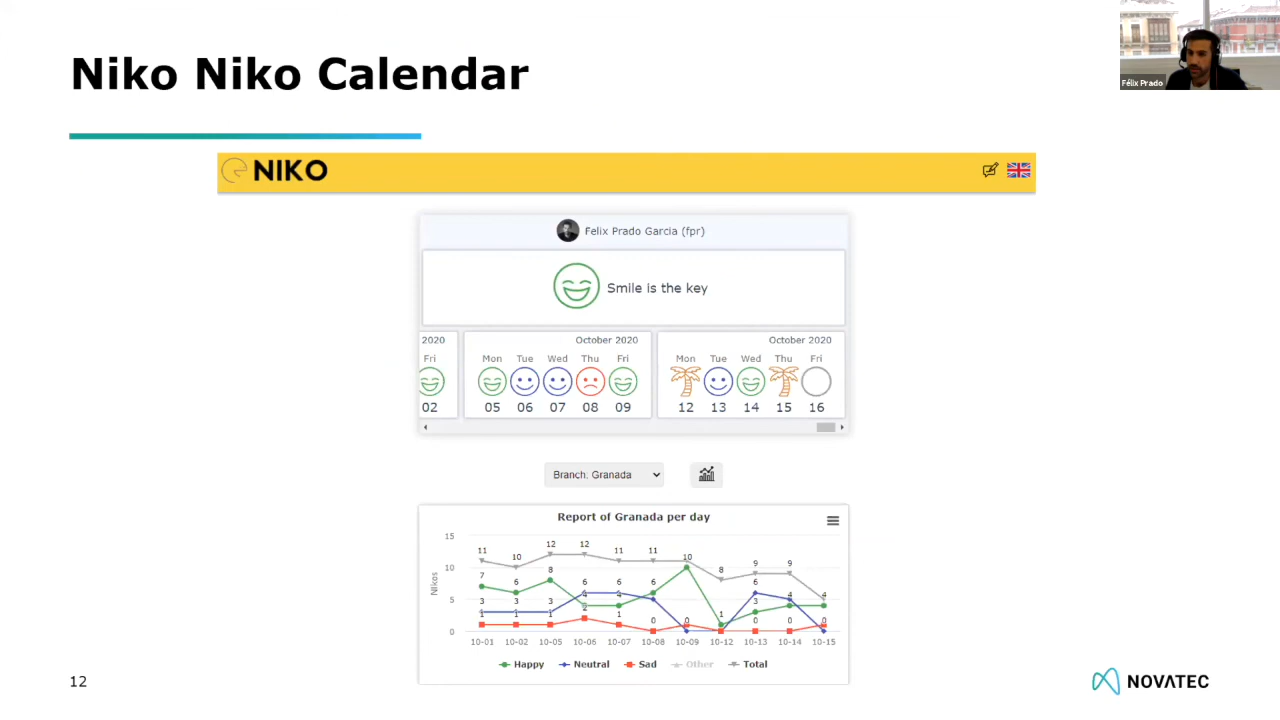 Niko Niko Calendar
Félix Prado
NIKO
Felix Prado Garcia (fpr)
Smile is the key
2020
Fri
02
October 2020
Mon Tue Wed Thu Fri
05 06 07 08 09
October 2020
Mon Tue Wed Thu Fri
12 13 14 15 16
Branch, Granada
Report of Granada per day
Nikos
15
10
5
0
11 10 12 12 11 11 10 8 9 9
7 6 8 4 4 6 10 1 3 4 4
3 3 3 6 6 0 6 4 0
1 1 1 2 1 0 0 0 0
10-01 10-02 10-05 10-06 10-07 10-08 10-09 10-12 10-13 10-14 10-15
Happy Neutral Sad Other Total
12
NOVATEC